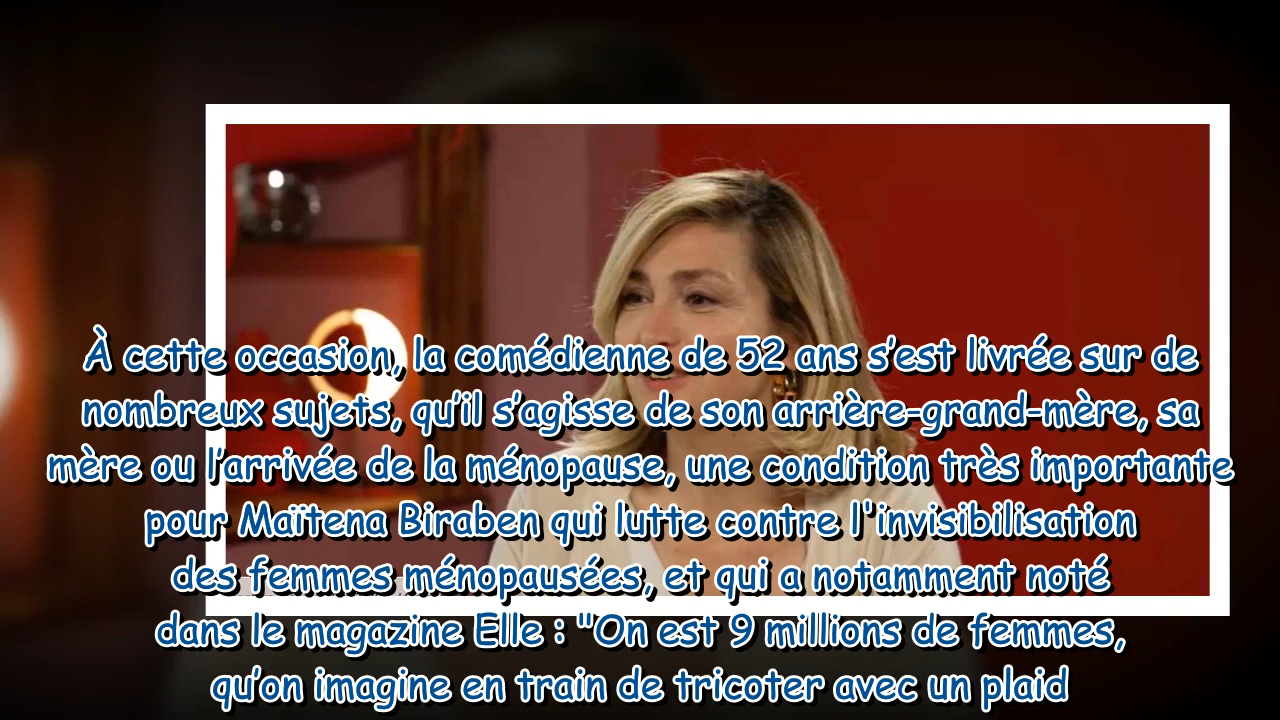 À cette occasion, la comédienne de 52 ans s’est livrée sur de
nombreux sujets, qu’il s’agisse de son arrière-grand-mère, sa
mère ou l’arrivée de la ménopause, une condition très importante
pour Maïtena Biraben qui lutte contre l'invisibilisation
des femmes ménopausées, et qui a notamment noté
dans le magazine Elle : "On est 9 millions de femmes,
qu’on imagine en train de tricoter avec un plaid